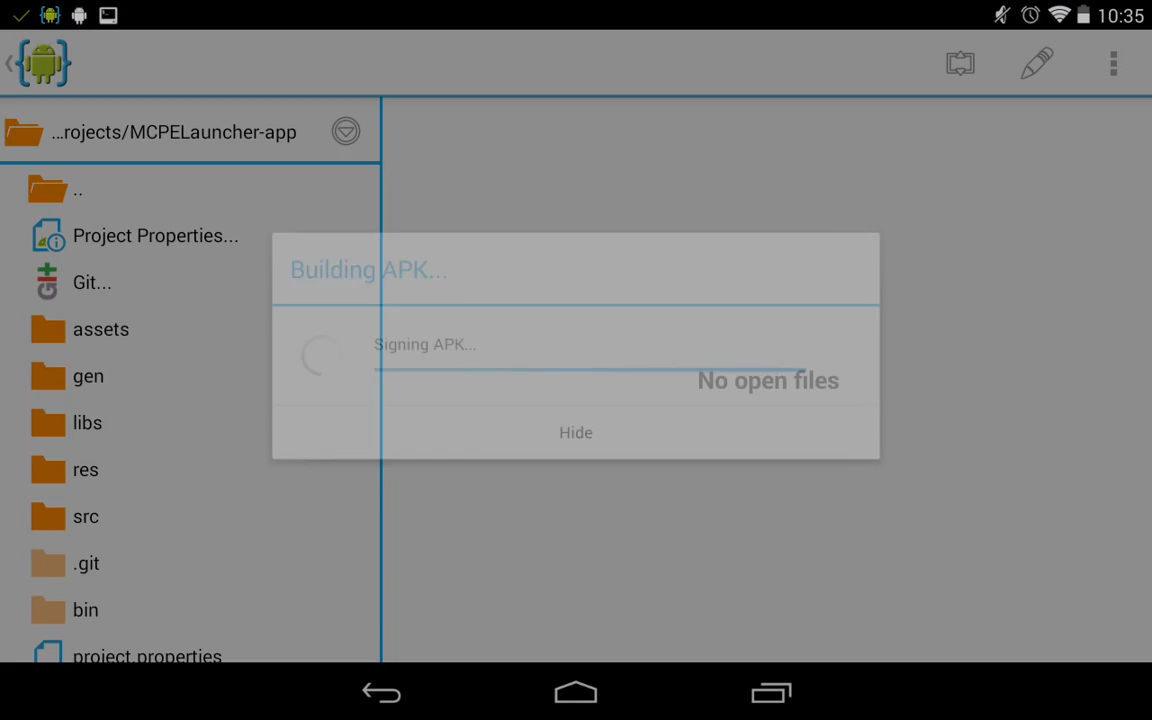 10:35
...rojects/MCPELauncher-app
..
Project Properties...
Git...
assets
gen
libs
res
src
.git
bin
project.properties
Building APK...
Signing APK...
No open files
Hide